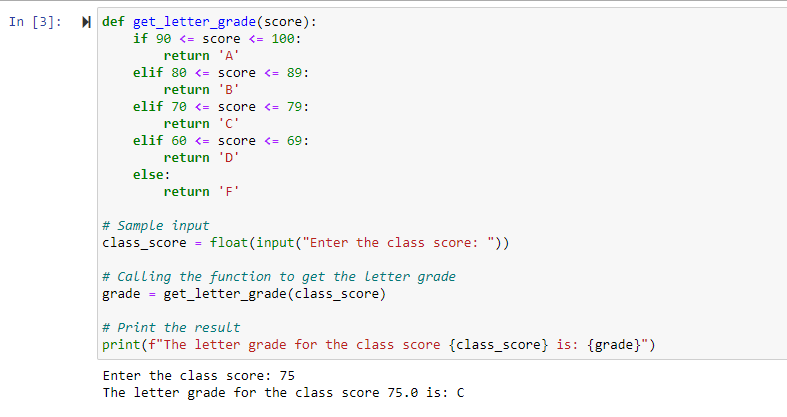 In [3]: def get_letter_grade(score):
    if 90 <= score <= 100:
        return 'A'
    elif 80 <= score <= 89:
        return 'B'
    elif 70 <= score <= 79:
        return 'C'
    elif 60 <= score <= 69:
        return 'D'
    else:
        return 'F'
# Sample input
class_score = float(input("Enter the class score: "))
# Calling the function to get the letter grade
grade = get_letter_grade(class_score)
# Print the result
print(f"The letter grade for the class score {class_score} is: {grade}")
Enter the class score: 75
The letter grade for the class score 75.0 is: C